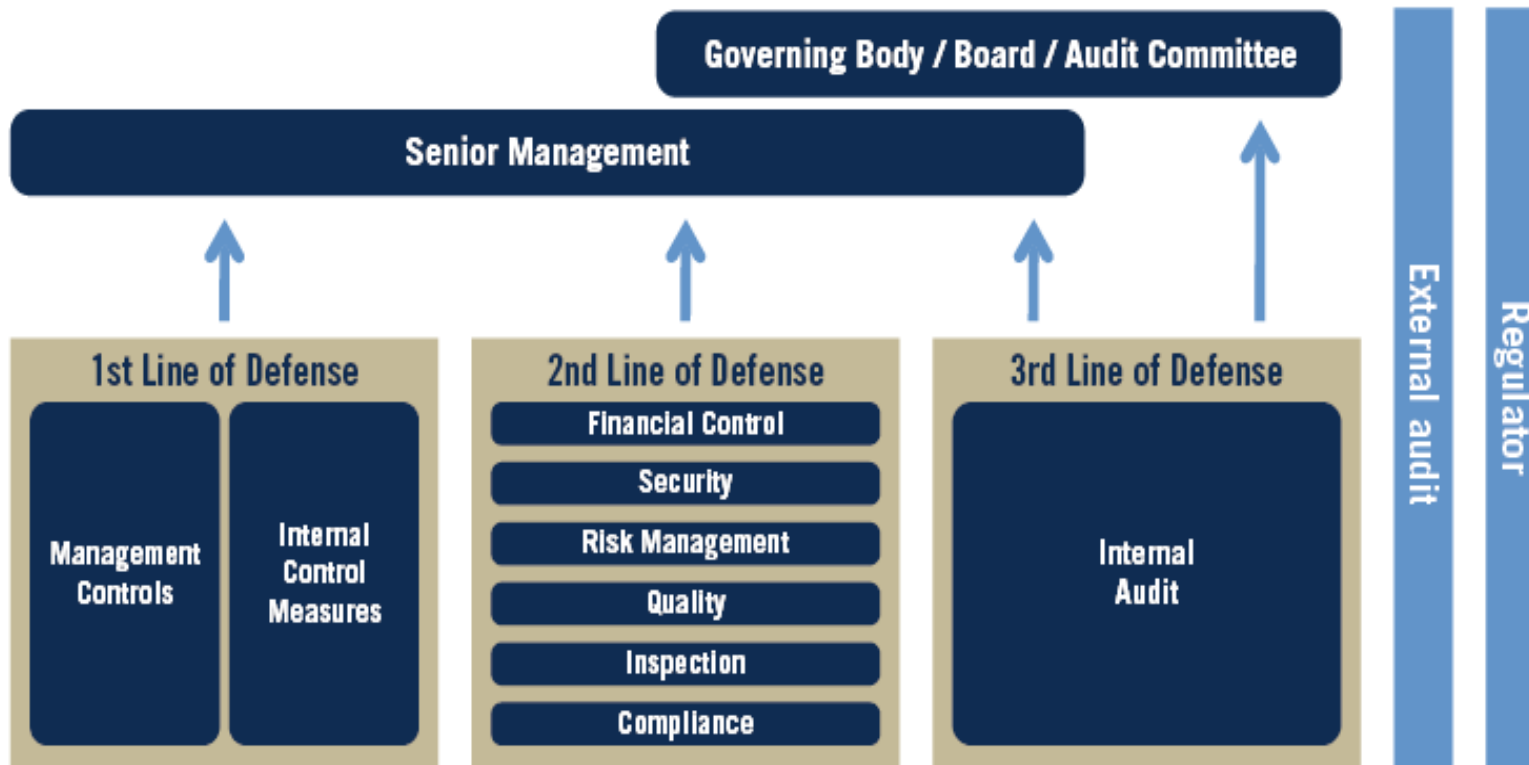 Governing Body / Board / Audit Committee
Senior Management
1st Line of Defense
Management
Controls
Internal
Control
Measures
2nd Line of Defense
Financial Control
Security
Risk Management
Quality
Inspection
Compliance
3rd Line of Defense
Internal
Audit
External audit
Regulator